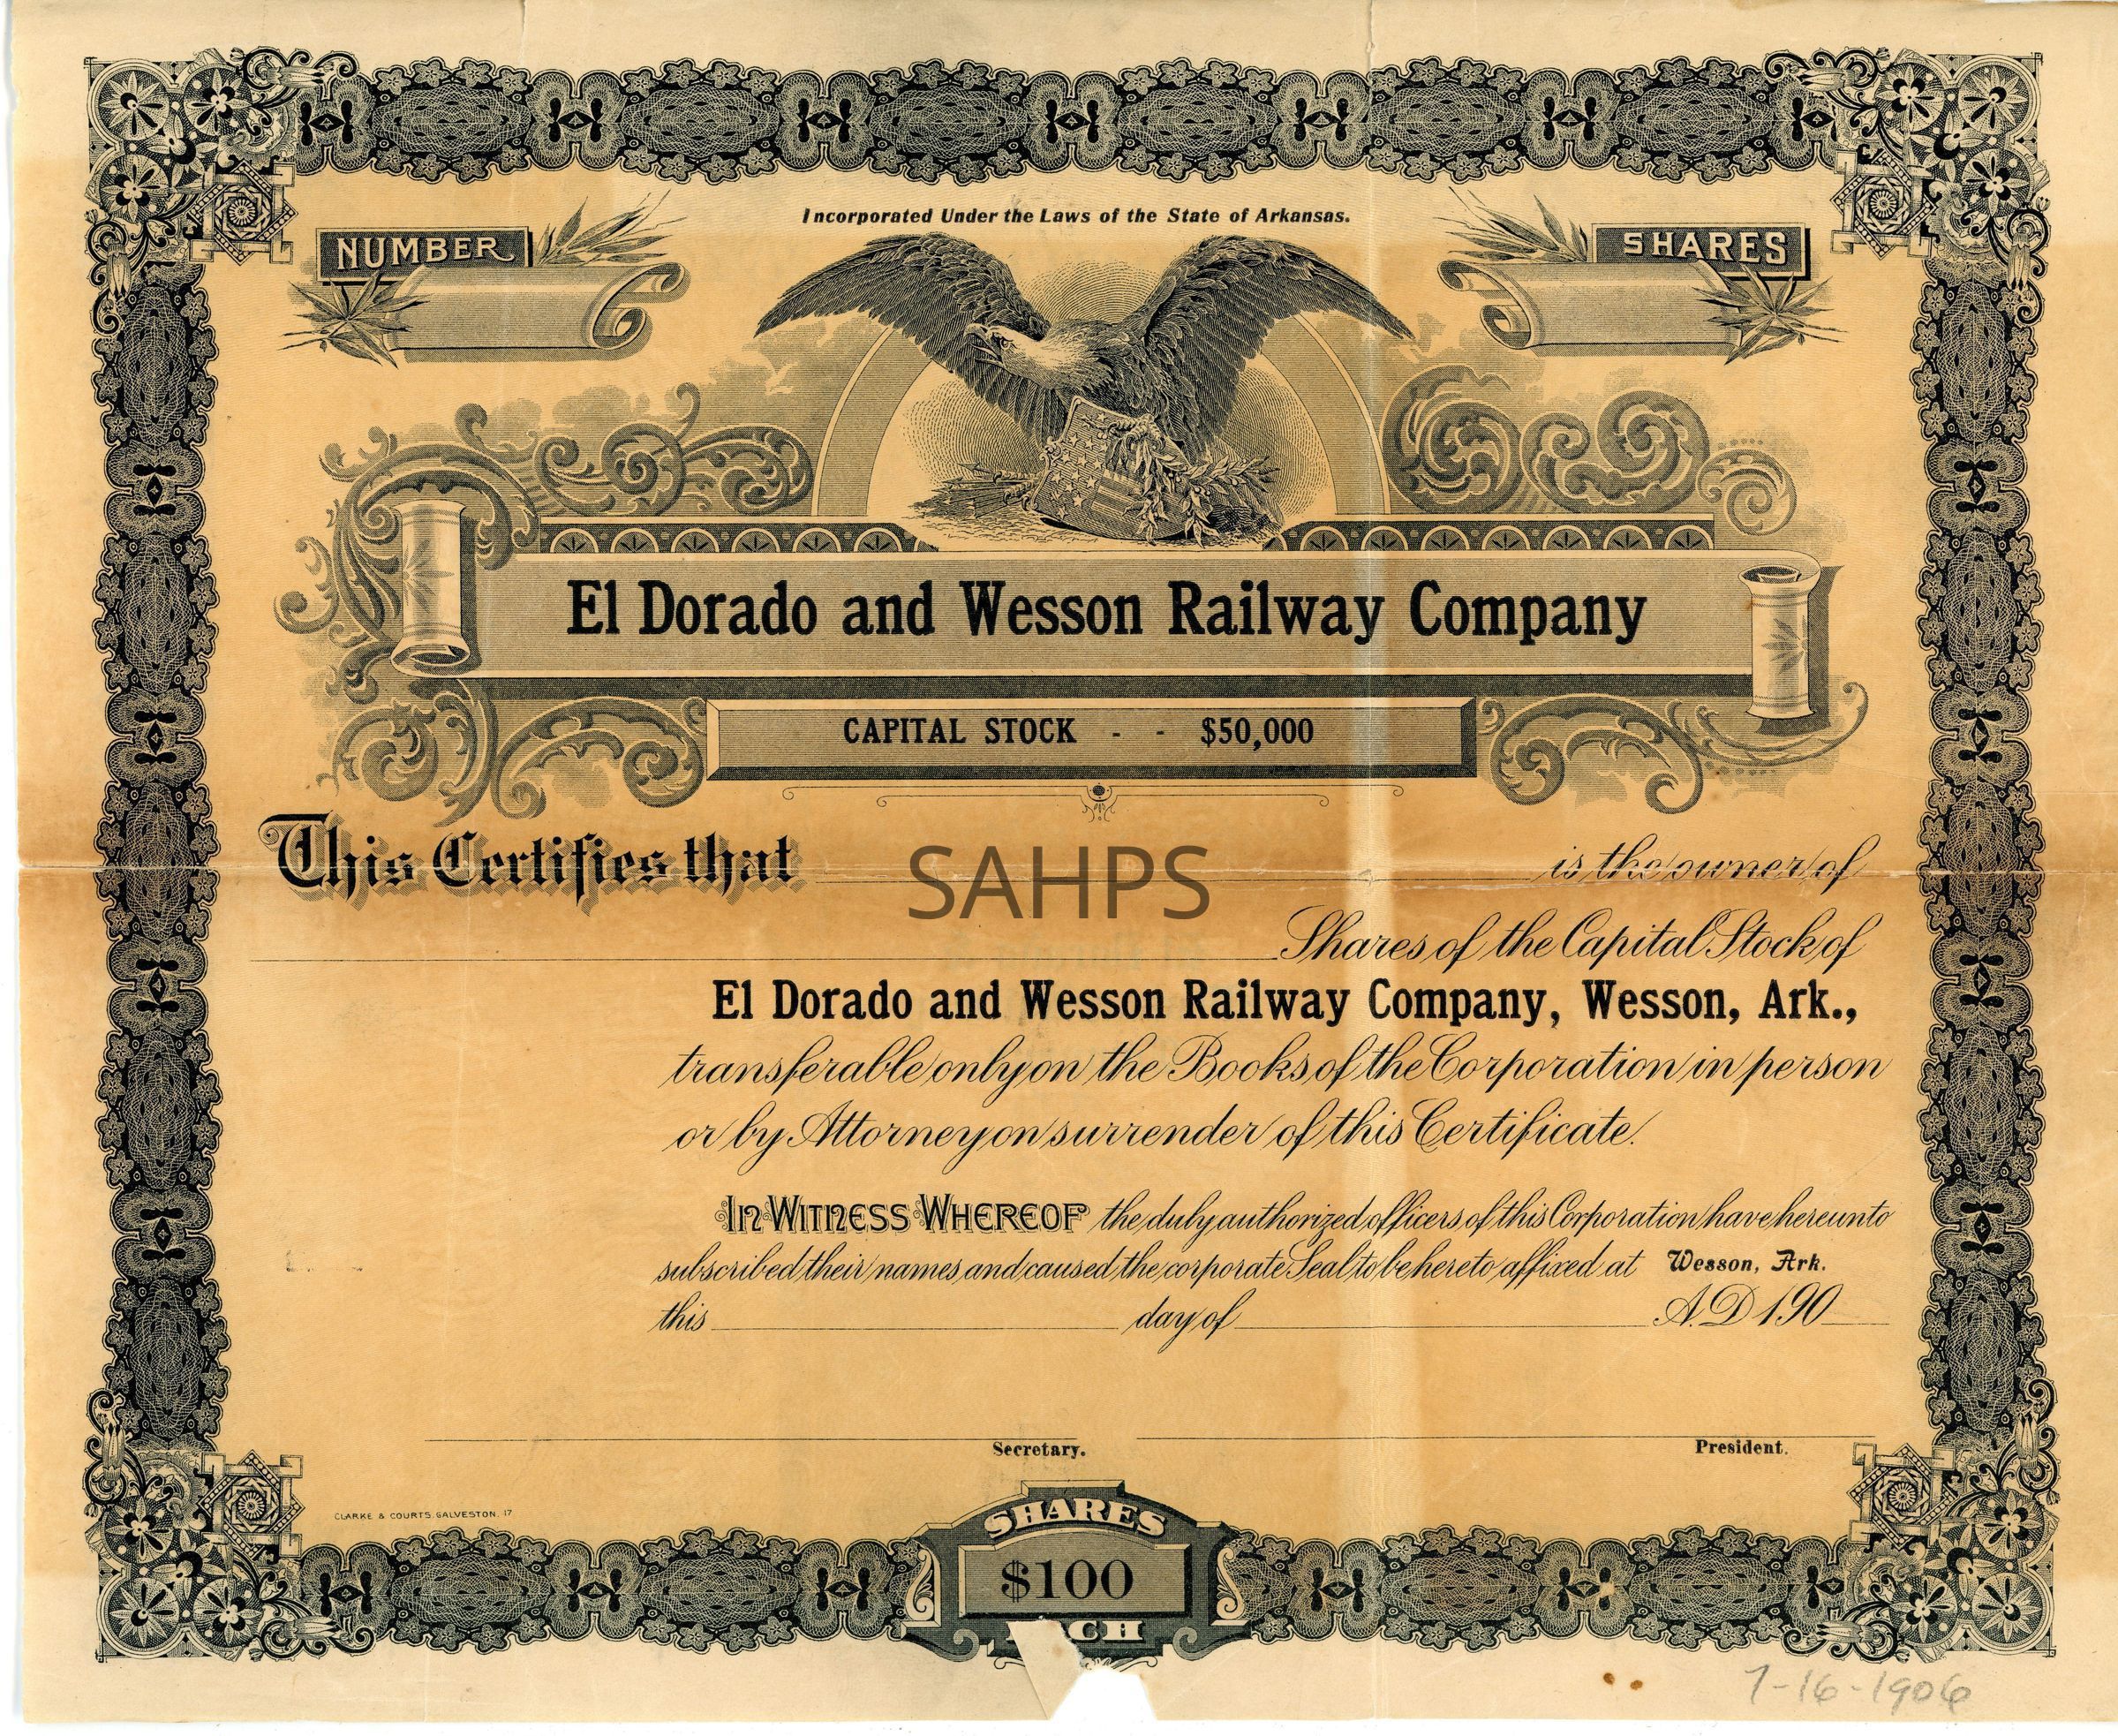 Incorporated Under the Laws of the State of Arkansas.
NUMBER
SHARES
El Dorado and Wesson Railway Company
CAPITAL STOCK - - $50,000
This Certifies that is the owner of
SAHPS
Shares of the Capital Stock of
El Dorado and Wesson Railway Company, Wesson, Ark.,
transferable only on the Books of the Corporation in person
or by Attorney on surrender of this Certificate.
IN WITNESS WHEREOF the duly authorized officers of this Corporation have hereunto
subscribed their names and caused the corporate Seal to be hereto affixed at Wesson, Ark.
this day of A.D 190
Secretary.
President.
CLARKE & COURTS, GALVESTON. 17
SHARES
$100
CH
7-16-1906